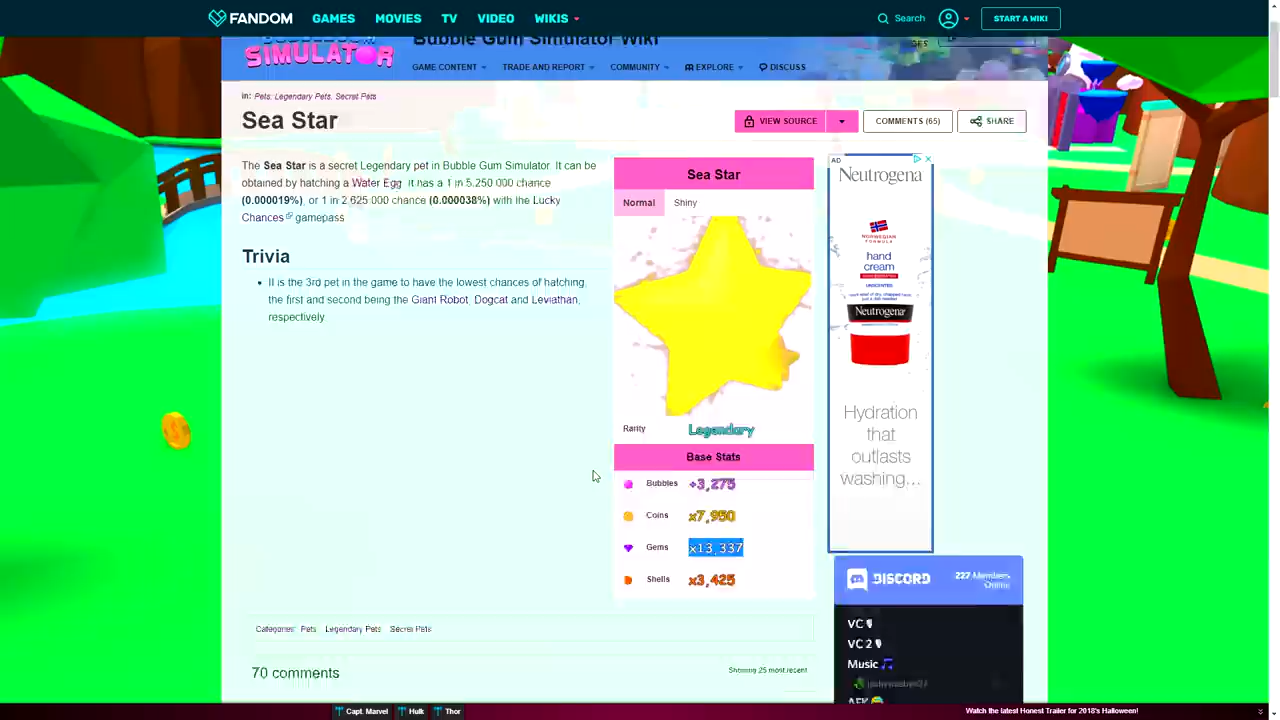 FANDOM GAMES MOVIES TV VIDEO WIKIS Search START A WIKI
SIMULATOR Bubble Gum Simulator Wiki
GAME CONTENT TRADE AND REPORT COMMUNITY EXPLORE DISCUSS
in: Pets, Legendary Pets, Secret Pets
Sea Star
VIEW SOURCE COMMENTS (65) SHARE
The Sea Star is a secret Legendary pet in Bubble Gum Simulator. It can be
obtained by hatching a Water Egg. It has a 1 in 5,250,000 chance
(0.000019%), or 1 in 2,625,000 chance (0.000038%) with the Lucky
Chances gamepass
Trivia
It is the 3rd pet in the game to have the lowest chances of hatching,
the first and second being the Giant Robot, Dogcat and Leviathan,
respectively
Sea Star
Normal Shiny
Rarity Legendary
Base Stats
Bubbles +3,275
Coins x7,950
Gems x13,337
Shells x3,425
AD
Neutrogena
NORWEGIAN
FORMULA
hand
cream
UNSCENTED
Neutrogena
Hydration
that
outlasts
washing...
DISCORD 227 Members
Online
VC
VC 2
Music
AFK
Categories: Pets Legendary Pets Secret Pets
70 comments
Showing 25 most recent
Capt. Marvel Hulk Thor Watch the latest Honest Trailer for 2018's Halloween!